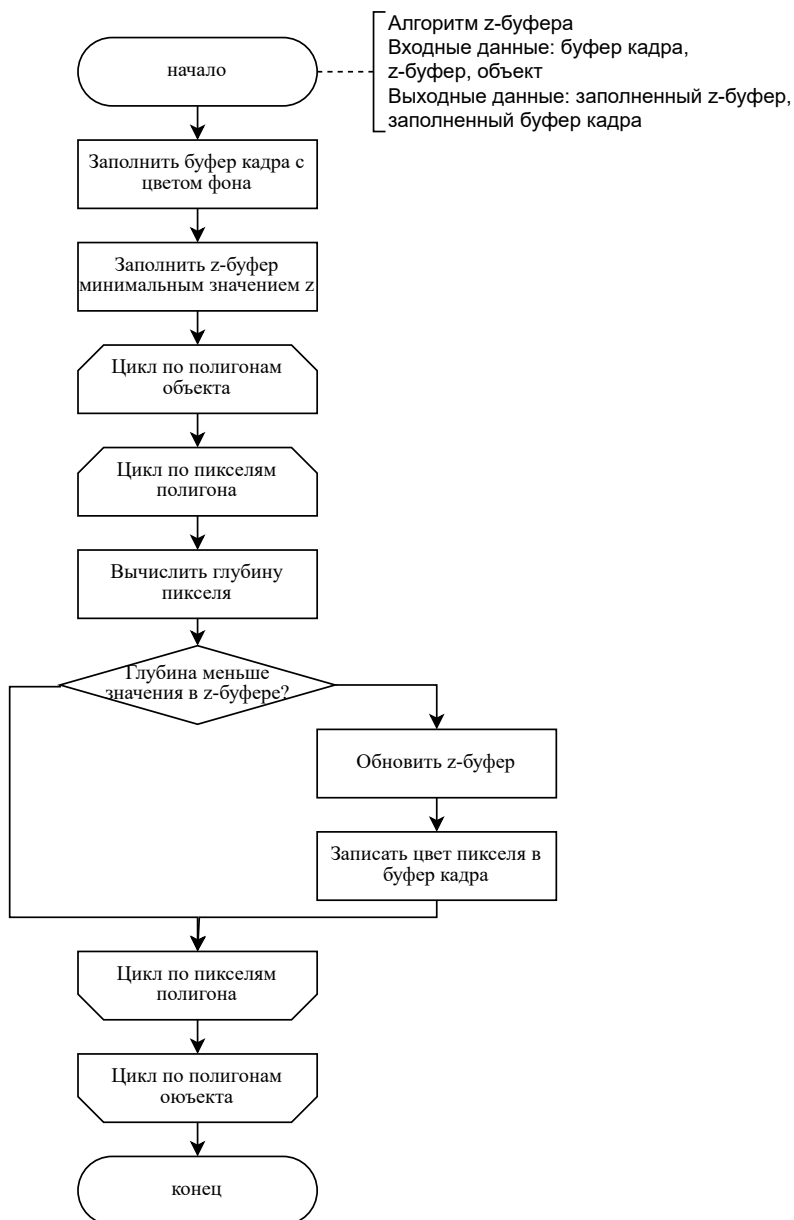 начало
Алгоритм z-буфера
Входные данные: буфер кадра,
z-буфер, объект
Выходные данные: заполненный z-буфер,
заполненный буфер кадра
Заполнить буфер кадра с
цветом фона
Заполнить z-буфер
минимальным значением z
Цикл по полигонам
объекта
Цикл по пикселям
полигона
Вычислить глубину
пикселя
Глубина меньше
значения в z-буфере?
Обновить z-буфер
Записать цвет пикселя в
буфер кадра
Цикл по пикселям
полигона
Цикл по полигонам
оюъекта
конец